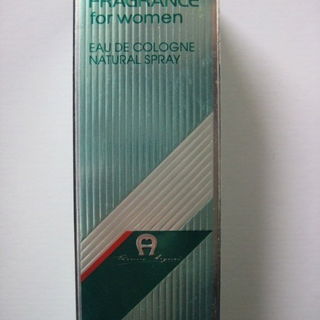 FRAGRANCE
for women
EAU DE COLOGNE
NATURAL SPRAY